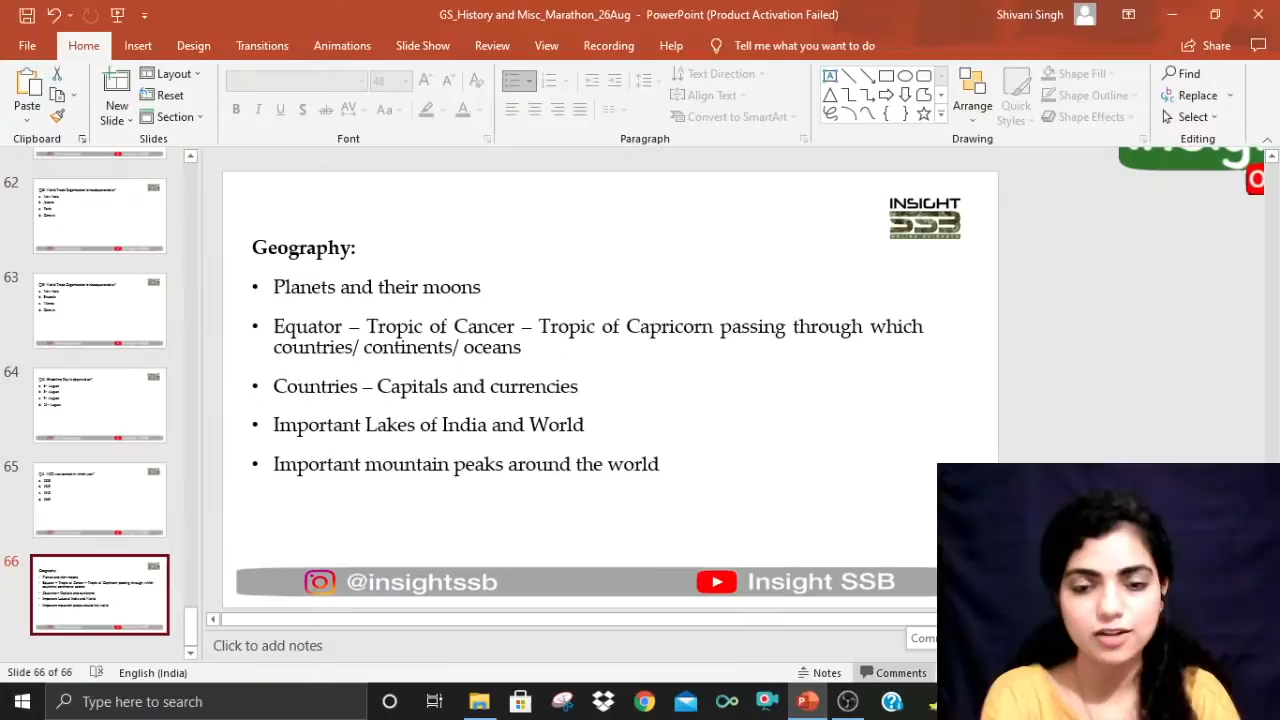 GS_History and Misc_Marathon_26Aug - PowerPoint (Product Activation Failed)
Shivani Singh
File Home Insert Design Transitions Animations Slide Show Review View Recording Help Tell me what you want to do Share
Paste
New Slide
Layout
Reset
Section
48
B I U S ab AV Aa
Text Direction
Align Text
Convert to SmartArt
Arrange
Quick Styles
Shape Fill
Shape Outline
Shape Effects
Find
Replace
Select
Clipboard Slides Font Paragraph Drawing Editing
62
63
64
65
66
INSIGHT
SSB
Geography:
• Planets and their moons
• Equator – Tropic of Cancer – Tropic of Capricorn passing through which
countries/ continents/ oceans
• Countries – Capitals and currencies
• Important Lakes of India and World
• Important mountain peaks around the world
@insightssb
Insight SSB
Click to add notes
Slide 66 of 66
English (India)
Notes
Comments
Type here to search